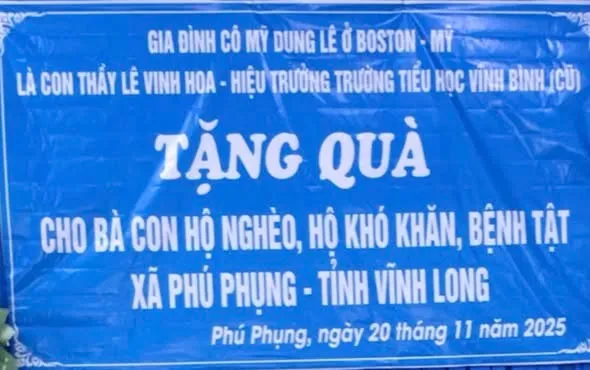 GIA ĐÌNH CÔ MỸ DUNG LÊ Ở BOSTON - MỸ
LÀ CON THẦY LÊ VINH HOA - HIỆU TRƯỞNG TRƯỜNG TIỂU HỌC VĨNH BÌNH (CŨ)
TẶNG QUÀ
CHO BÀ CON HỘ NGHÈO, HỘ KHÓ KHĂN, BỆNH TẬT
XÃ PHÚ PHỤNG - TỈNH VĨNH LONG
Phú Phụng, ngày 20 tháng 11 năm 2025